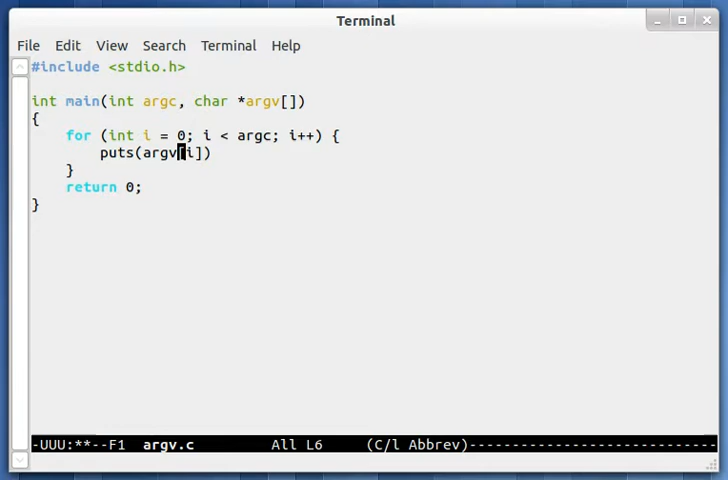 Terminal
File Edit View Search Terminal Help
#include <stdio.h>
int main(int argc, char *argv[])
{
    for (int i = 0; i < argc; i++) {
        puts(argv[i])
    }
    return 0;
}
-UUU:**--F1  argv.c         All L6     (C/l Abbrev)-----------------------------